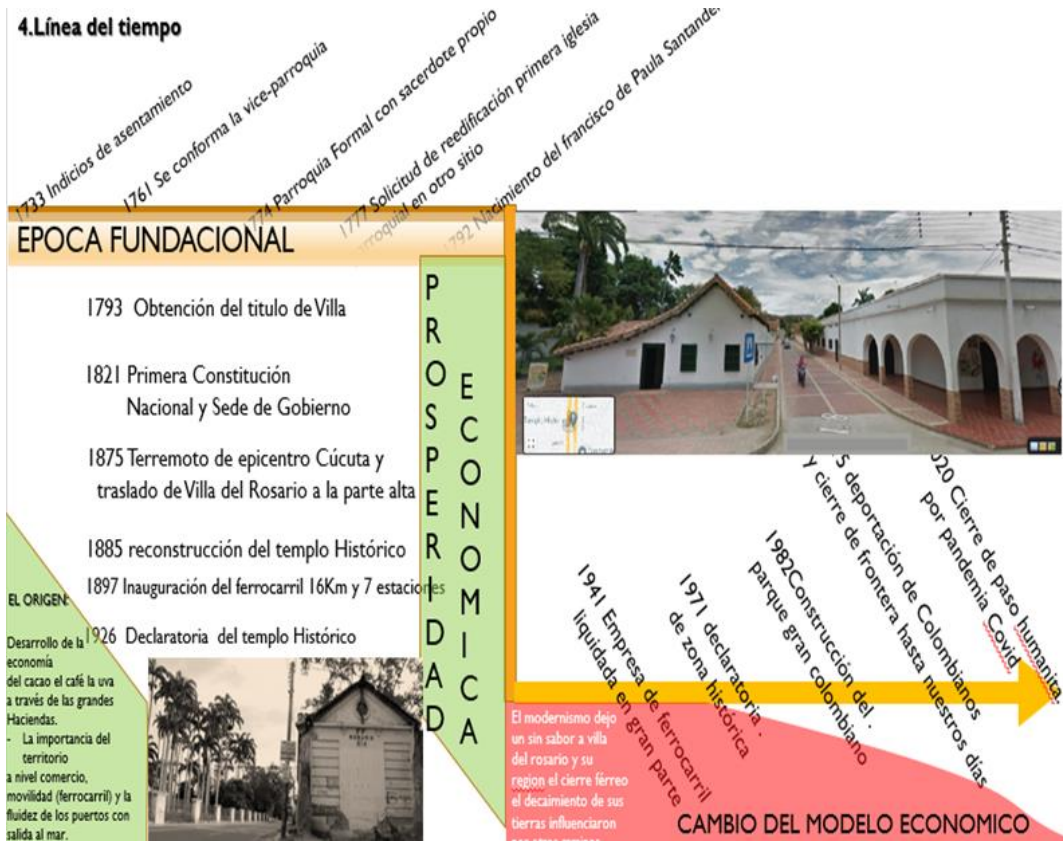 4.Línea del tiempo
1733 Indicios de asentamiento
1761 Se conforma la vice-parroquia
1774 Parroquia Formal con sacerdote propio
1777 Solicitud de reedificación primera iglesia
parroquial en otro sitio
1792 Nacimiento del francisco de Paula Santander
EPOCA FUNDACIONAL
1793 Obtención del titulo de Villa
1821 Primera Constitución
Nacional y Sede de Gobierno
1875 Terremoto de epicentro Cúcuta y
traslado de Villa del Rosario a la parte alta
1885 reconstrucción del templo Histórico
1897 Inauguración del ferrocarril 16Km y 7 estaciones
1926 Declaratoria del templo Histórico
PROSPERIDAD
ECONOMICA
EL ORIGEN:
Desarrollo de la
economía
del cacao el café la uva
a través de las grandes
Haciendas.
- La importancia del
territorio
a nivel comercio,
movilidad (ferrocarril) y la
fluidez de los puertos con
salida al mar.
1941 Empresa de ferrocarril
liquidada en gran parte
1971 declaratoria .
de zona histórica
1982Construcción del .
parque gran colombiano
5 deportación de Colombianos
y cierre de frontera hasta nuestros días
020 Cierre de paso humanite.
por pandemia Covid
El modernismo dejo
un sin sabor a villa
del rosario y su
region el cierre férreo
el decaimiento de sus
tierras influenciaron
CAMBIO DEL MODELO ECONOMICO